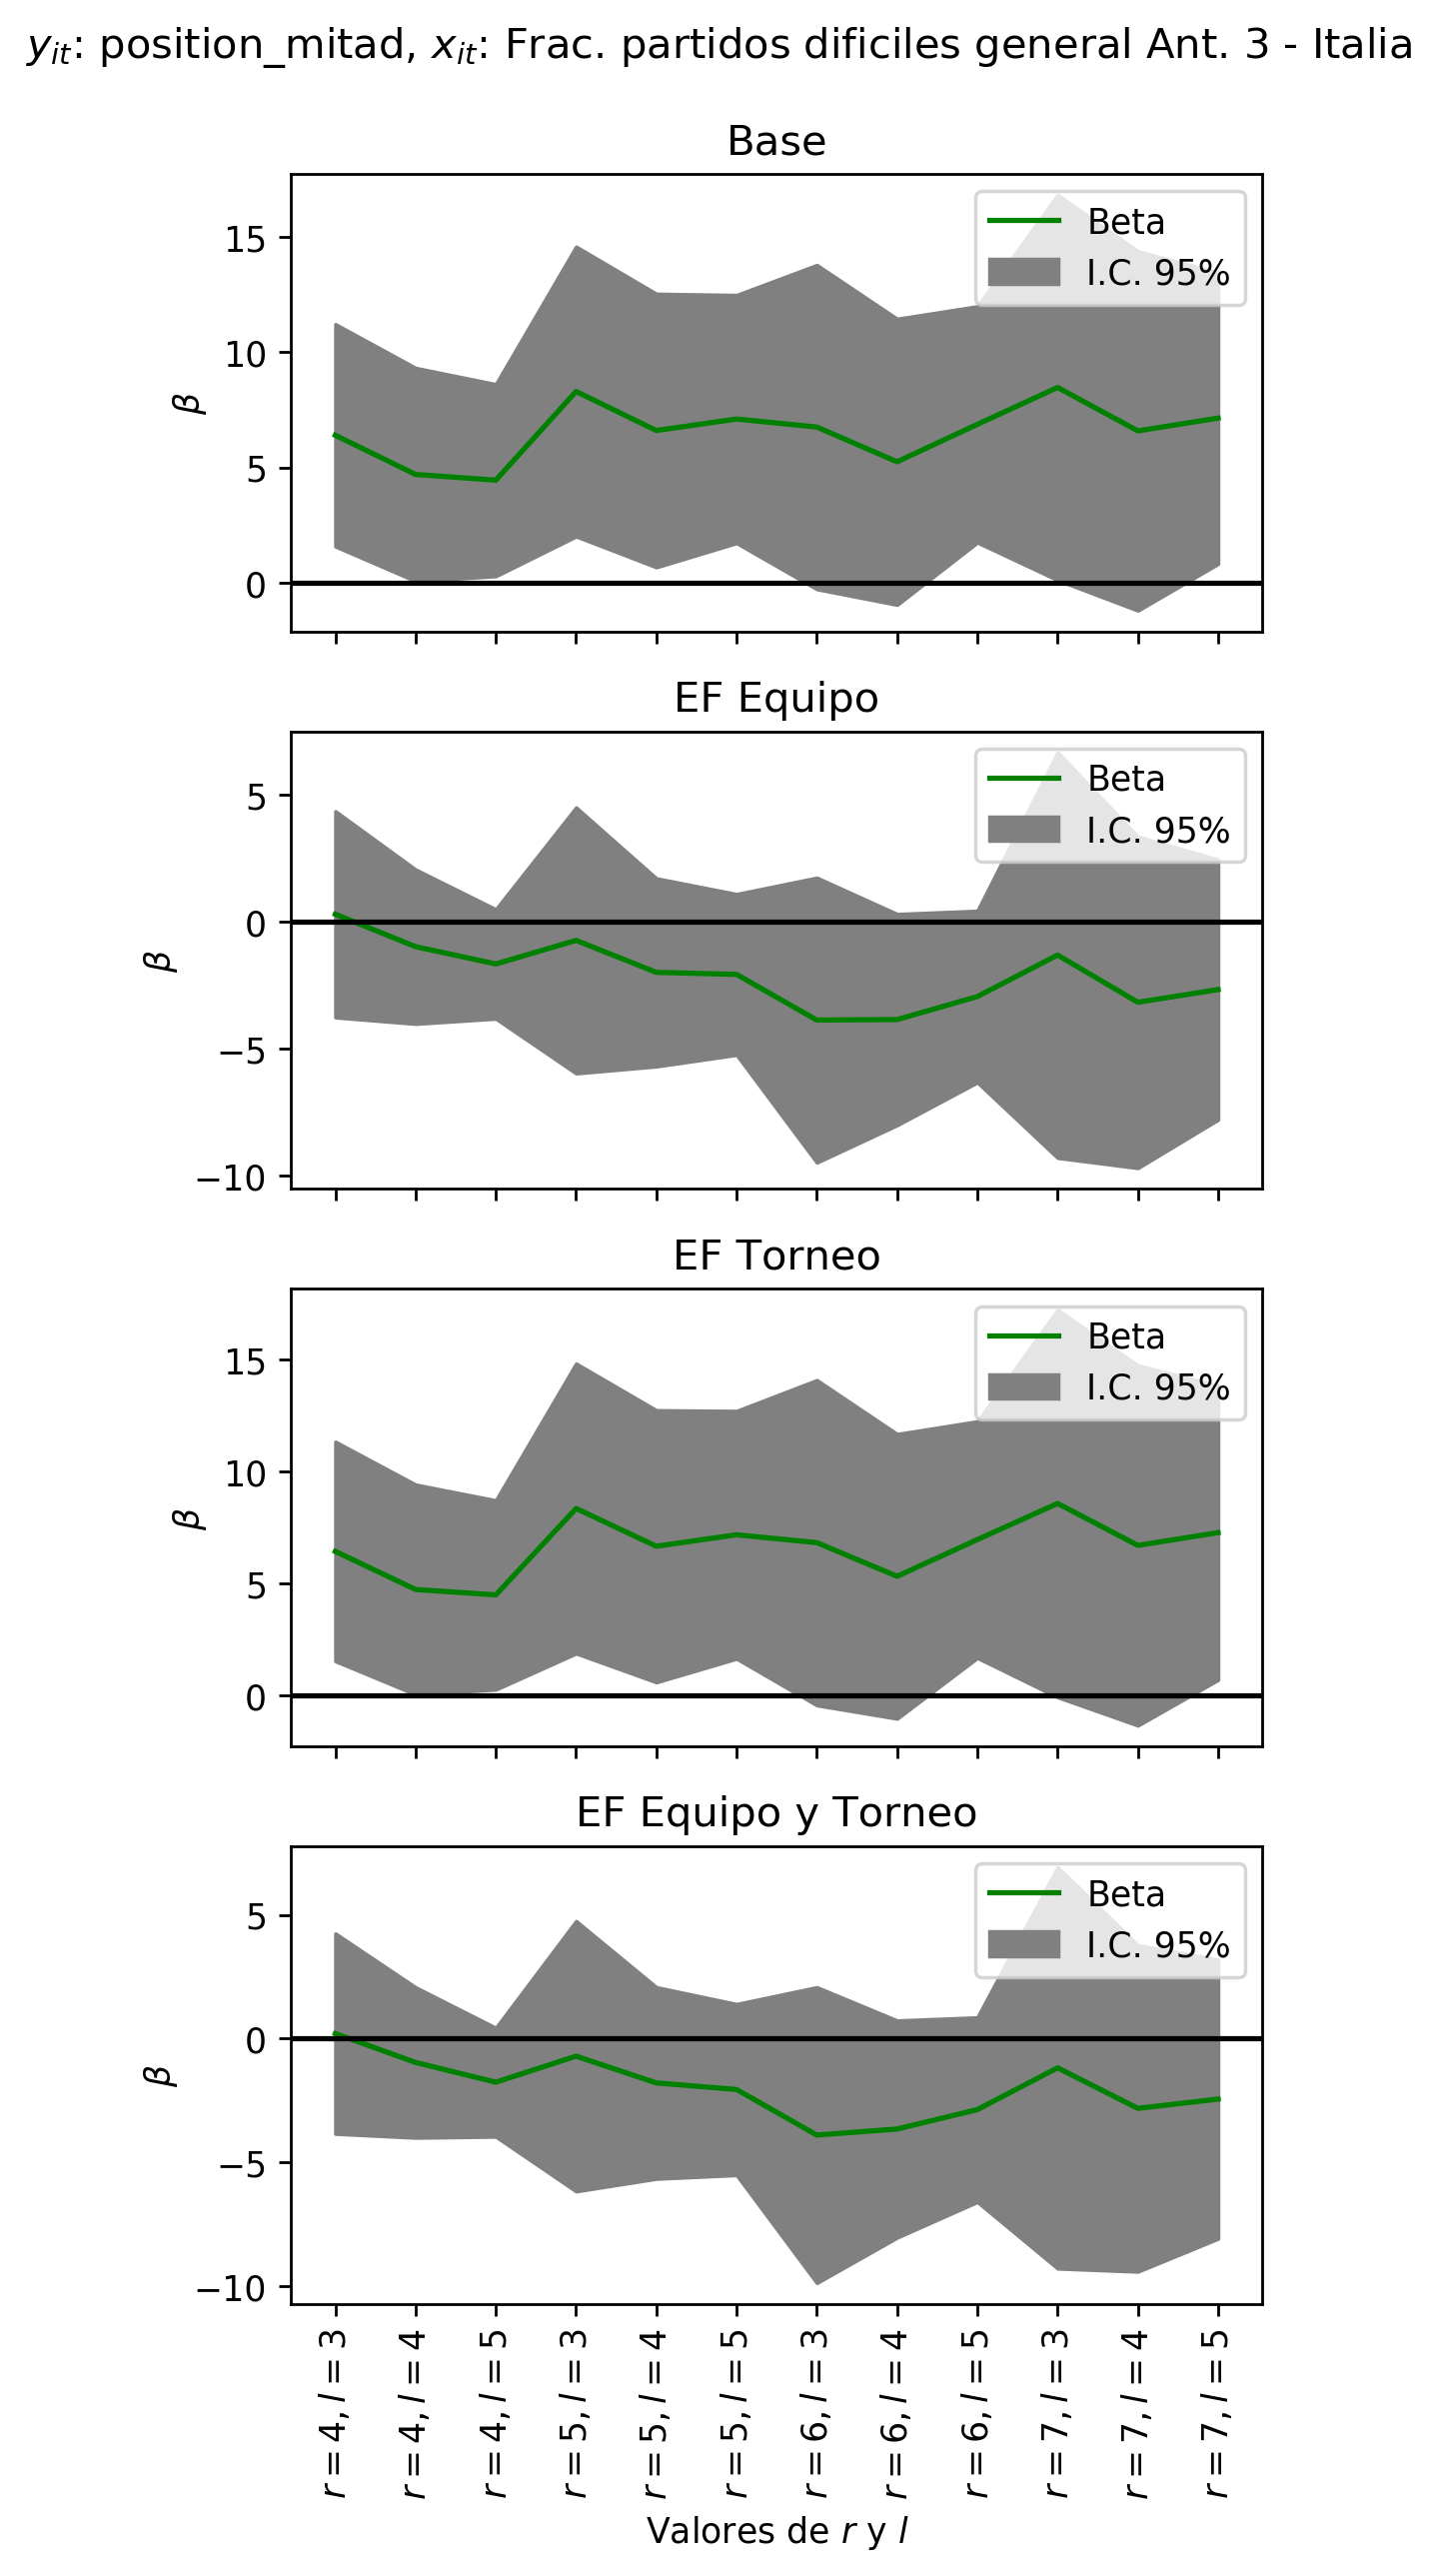 y_it: position_mitad, x_it: Frac. partidos dificiles general Ant. 3 - Italia
Base
Beta
I.C. 95%
15
10
5
0
β
EF Equipo
Beta
I.C. 95%
5
0
−5
−10
β
EF Torneo
Beta
I.C. 95%
15
10
5
0
β
EF Equipo y Torneo
Beta
I.C. 95%
5
0
−5
−10
β
r = 4, l = 3
r = 4, l = 4
r = 4, l = 5
r = 5, l = 3
r = 5, l = 4
r = 5, l = 5
r = 6, l = 3
r = 6, l = 4
r = 6, l = 5
r = 7, l = 3
r = 7, l = 4
r = 7, l = 5
Valores de r y l